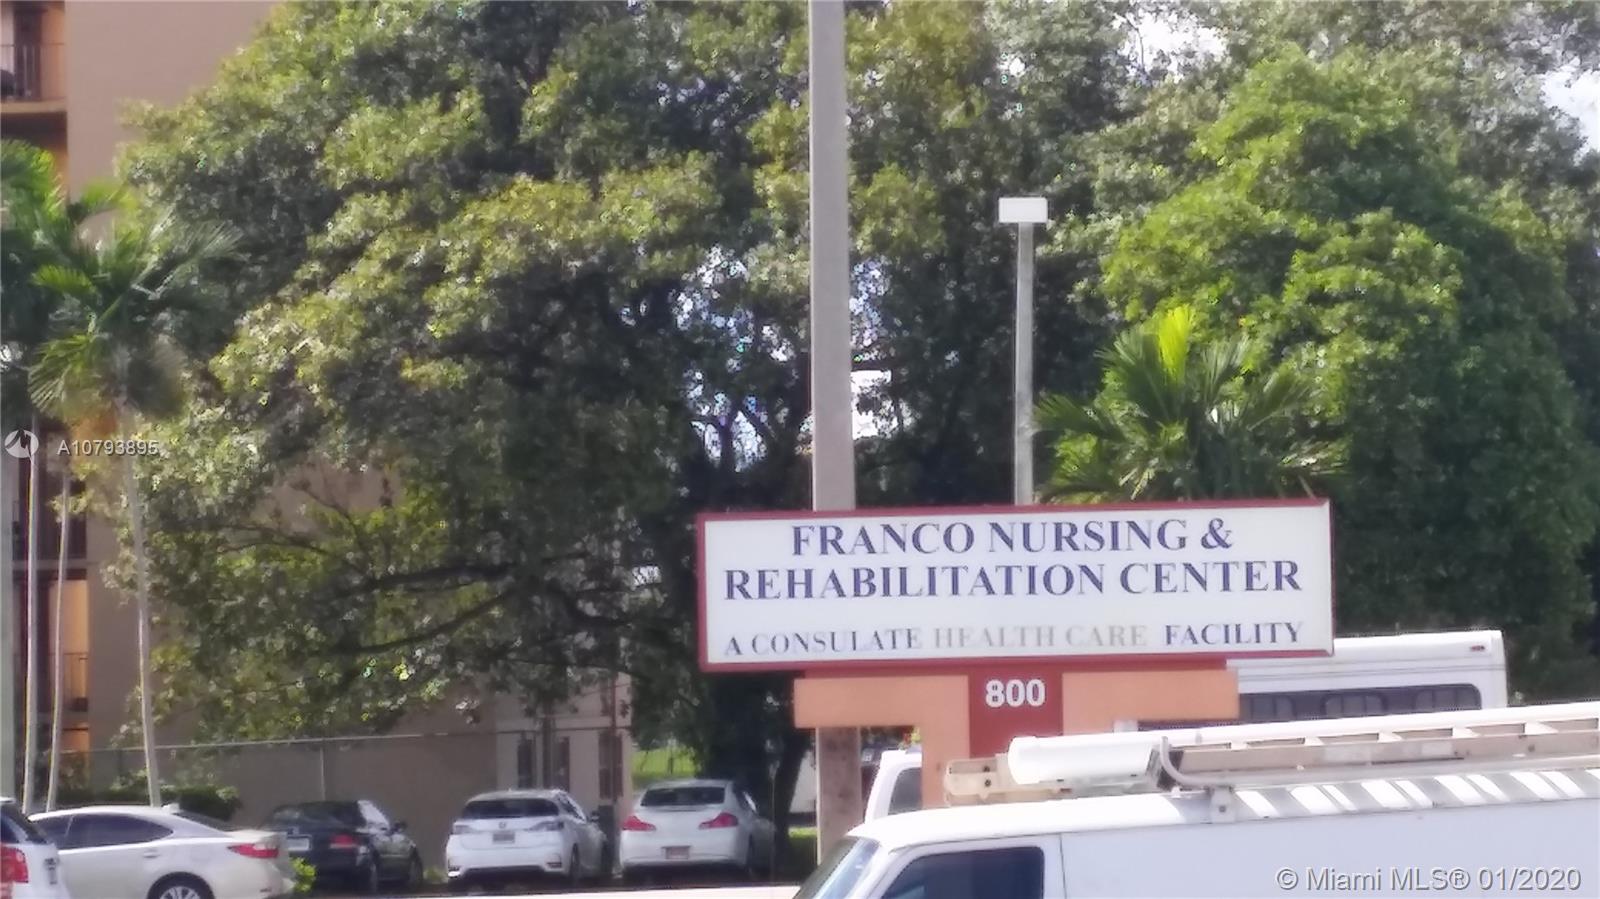 A10793895
FRANCO NURSING &
REHABILITATION CENTER
A CONSULATE HEALTH CARE FACILITY
800
© Miami MLS® 01/2020